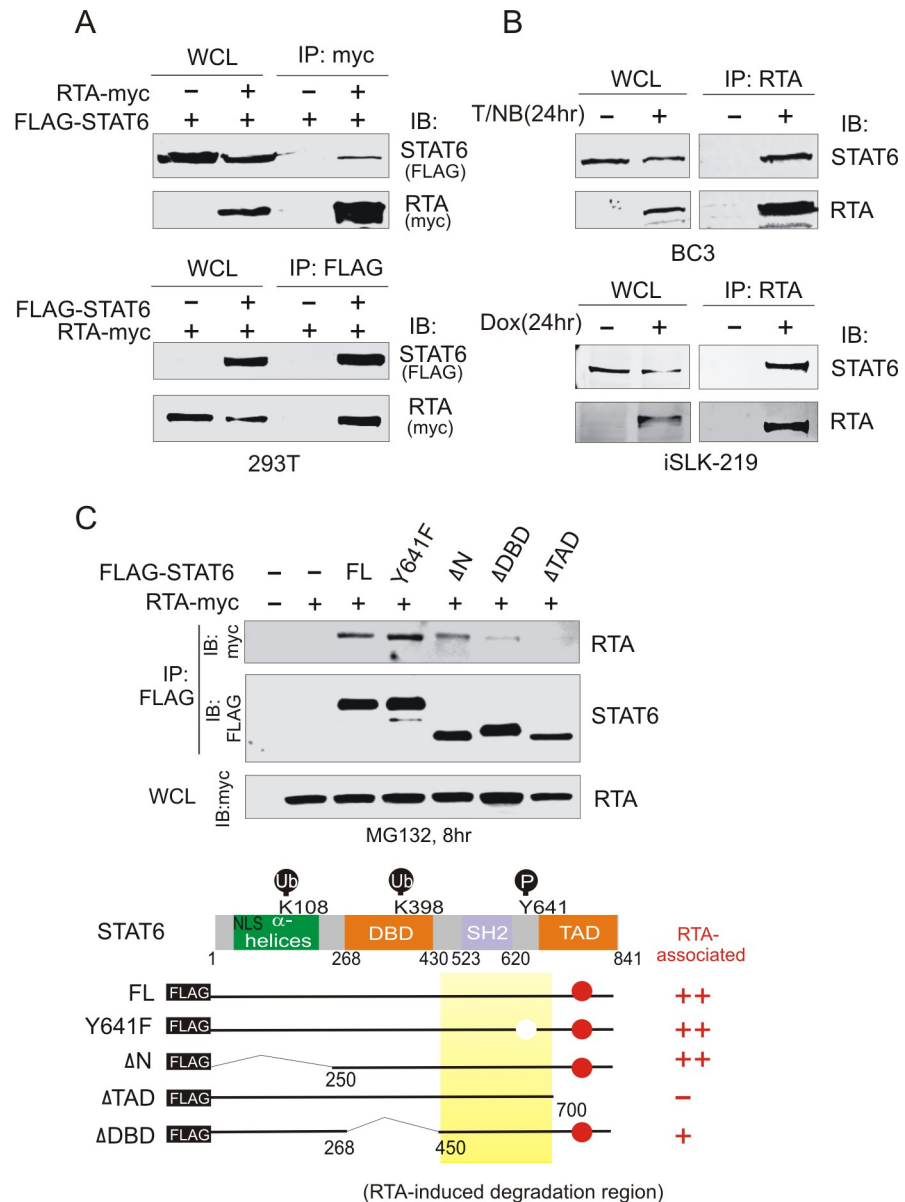 A
WCL IP: myc
RTA-myc − + − +
FLAG-STAT6 + + + + IB:
STAT6
(FLAG)
RTA
(myc)
WCL IP: FLAG
FLAG-STAT6 − + − +
RTA-myc + + + + IB:
STAT6
(FLAG)
RTA
(myc)
293T
B
WCL IP: RTA
T/NB(24hr) − + − + IB:
STAT6
RTA
BC3
WCL IP: RTA
Dox(24hr) − + − + IB:
STAT6
RTA
iSLK-219
C
FLAG-STAT6 − − FL Y641F ΔN ΔDBD ΔTAD
RTA-myc − + + + + + +
IP: FLAG
IB: myc RTA
IB: FLAG STAT6
WCL IB:myc RTA
MG132, 8hr
Ub Ub P
K108 K398 Y641
STAT6 NLS α-helices DBD SH2 TAD
1 268 430 523 620 841
RTA-
associated
FL FLAG ++
Y641F FLAG ++
ΔN FLAG 250 ++
ΔTAD FLAG 700 −
ΔDBD FLAG 268 450 +
(RTA-induced degradation region)